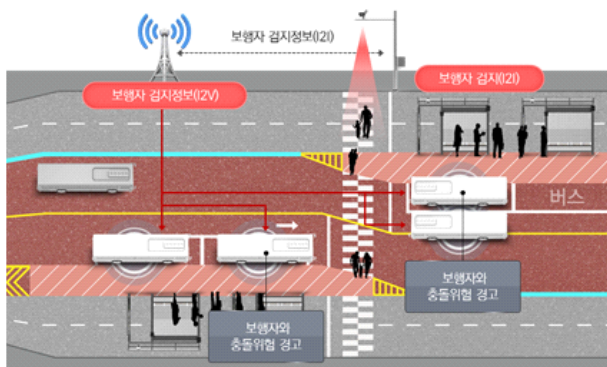 보행자 검지정보(I2I)
보행자 검지정보(I2V)
보행자 검지(I2I)
버스
보행자와
충돌위험 경고
보행자와
충돌위험 경고